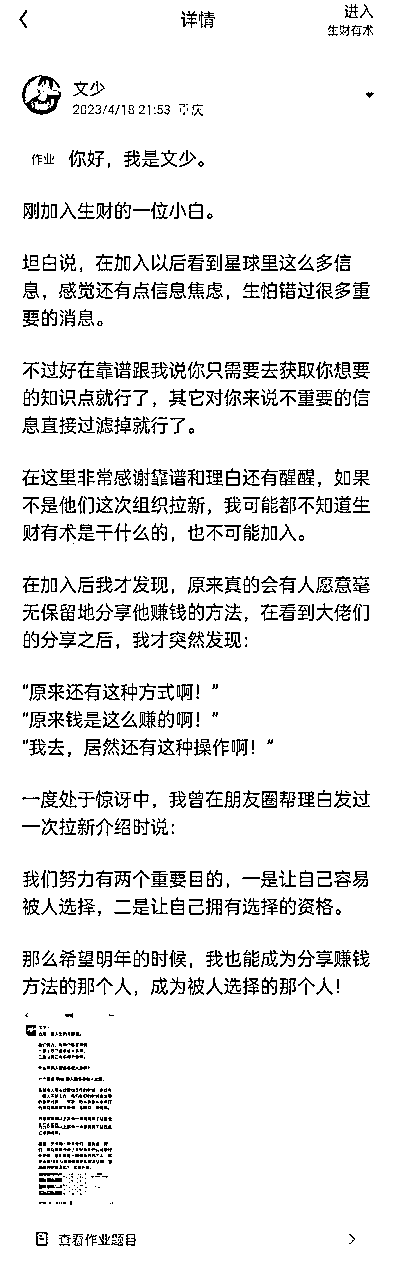 详情
进入
生财有术
文少
2023/4/18 21:53 重庆
作业 你好，我是文少。
刚加入生财的一位小白。
坦白说，在加入以后看到星球里这么多信
息，感觉还有点信息焦虑，生怕错过很多重
要的消息。
不过好在靠谱跟我说你只需要去获取你想要
的知识点就行了，其它对你来说不重要的信
息直接过滤掉就行了。
在这里非常感谢靠谱和理白还有醒醒，如果
不是他们这次组织拉新，我可能都不知道生
财有术是干什么的，也不可能加入。
在加入后我才发现，原来真的会有人愿意毫
无保留地分享他赚钱的方法，在看到大佬们
的分享之后，我才突然发现：
“原来还有这种方式啊！”
“原来钱是这么赚的啊！”
“我去，居然还有这种操作啊！“
一度处于惊讶中，我曾在朋友圈帮理白发过
一次拉新介绍时说：
我们努力有两个重要目的，一是让自己容易
被人选择，二是让自己拥有选择的资格。
那么希望明年的时候，我也能成为分享赚钱
方法的那个人，成为被人选择的那个人！
查看作业题目